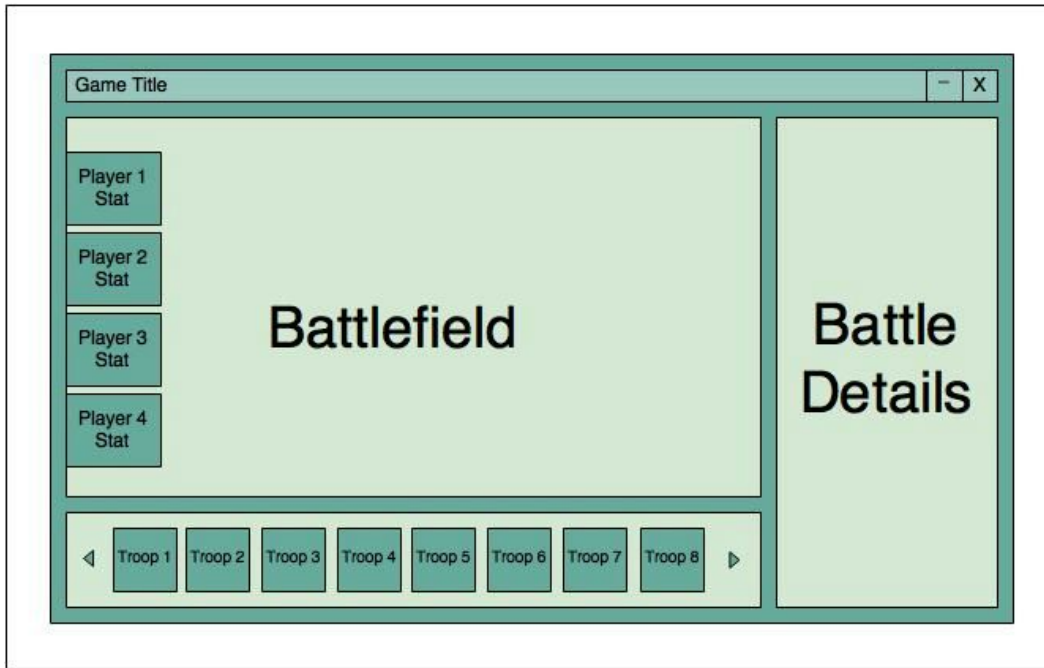 Game Title
– X
Player 1
Stat
Player 2
Stat
Battlefield
Player 3
Stat
Player 4
Stat
Battle
Details
Troop 1 Troop 2 Troop 3 Troop 4 Troop 5 Troop 6 Troop 7 Troop 8